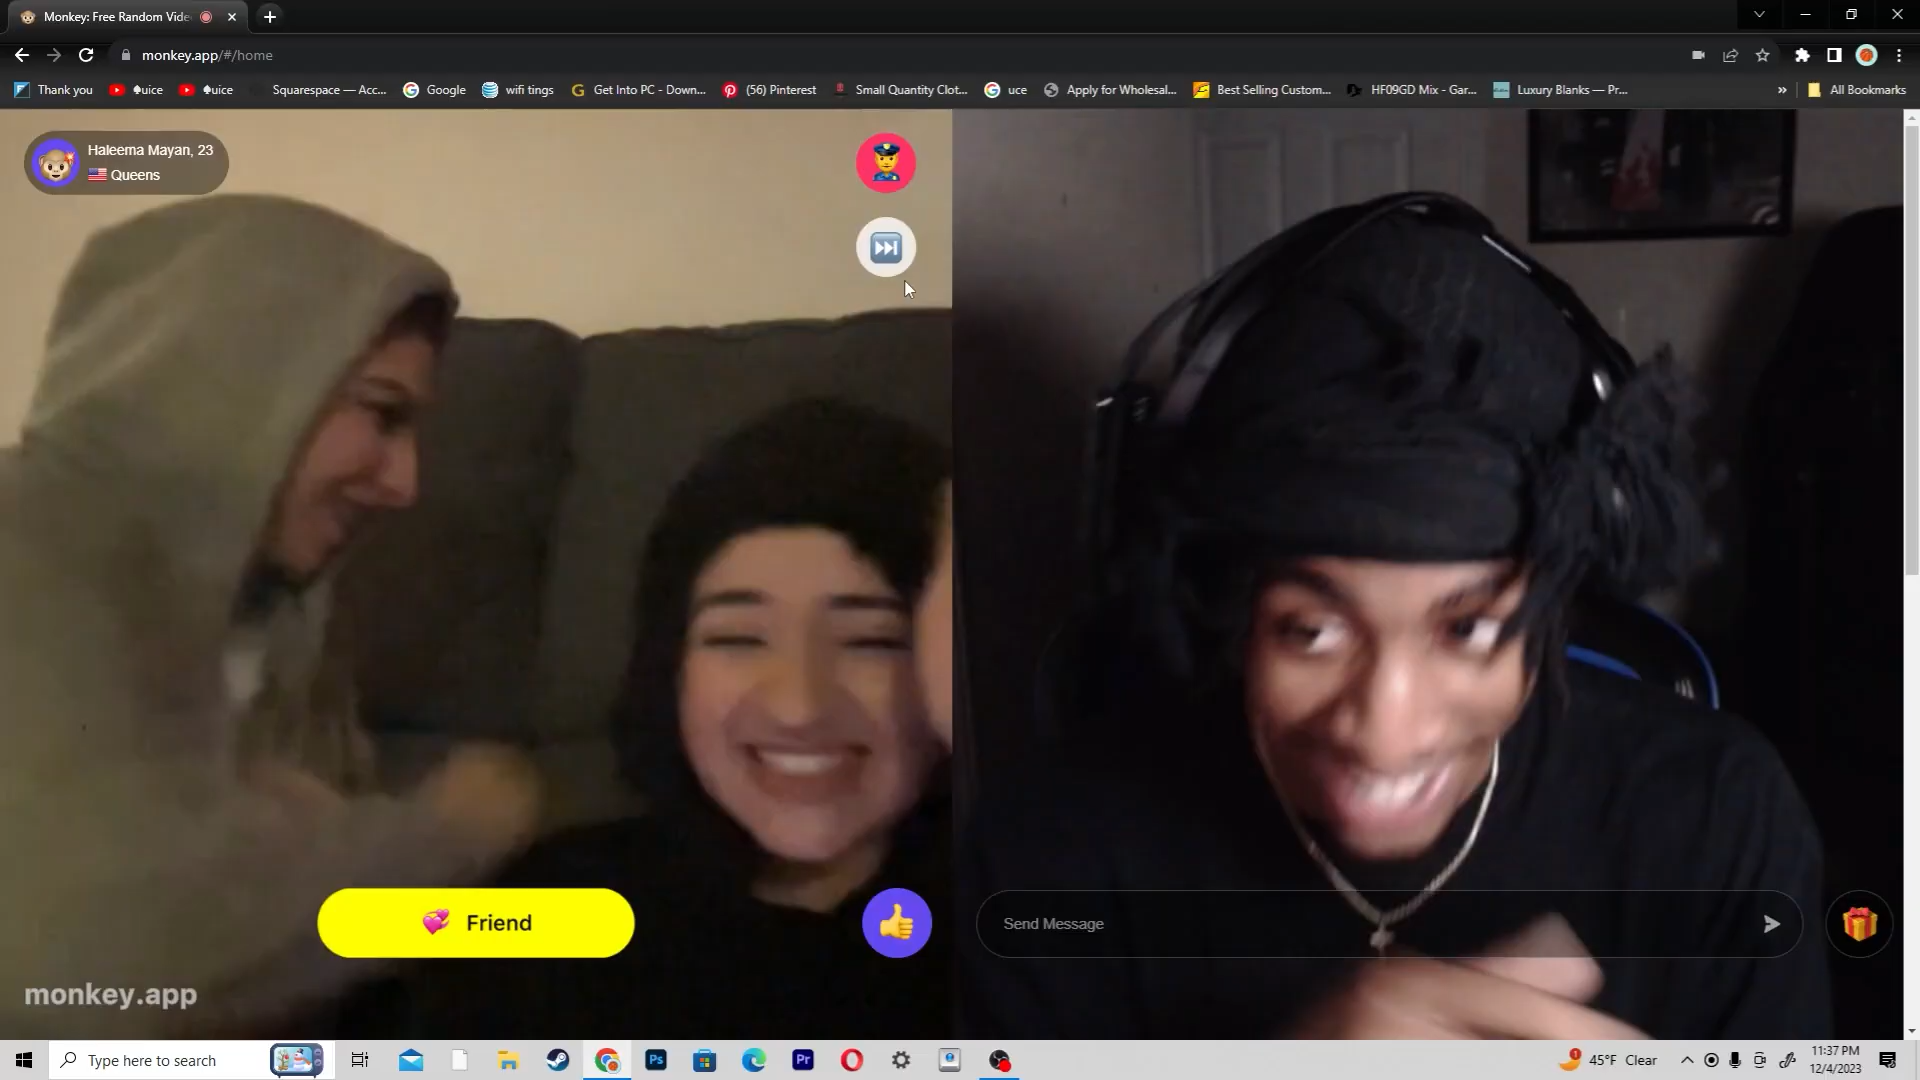 Monkey: Free Random Vide
monkey.app/#/home
Thank you
♠uice
♠uice
Squarespace — Acc...
Google
wifi tings
Get Into PC - Down...
(56) Pinterest
Small Quantity Clot...
uce
Apply for Wholesal...
Best Selling Custom...
HF09GD Mix - Gar...
Luxury Blanks — Pr...
»
All Bookmarks
Haleema Mayan, 23
Queens
Friend
Send Message
monkey.app
Type here to search
Ps
Pr
1
45°F Clear
11:37 PM
12/4/2023